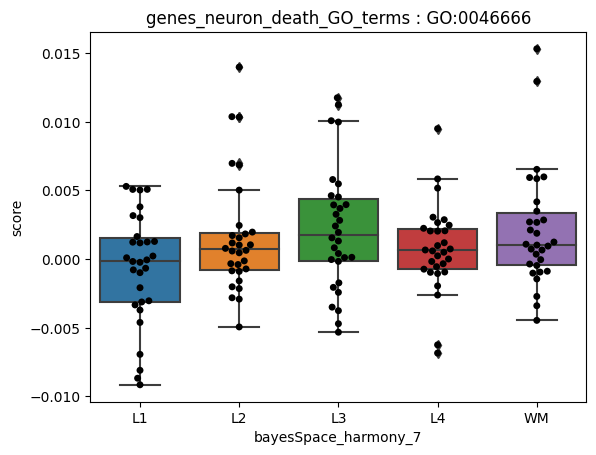 genes_neuron_death_GO_terms : GO:0046666
0.015
0.010
0.005
0.000
−0.005
−0.010
score
L1 L2 L3 L4 WM
bayesSpace_harmony_7